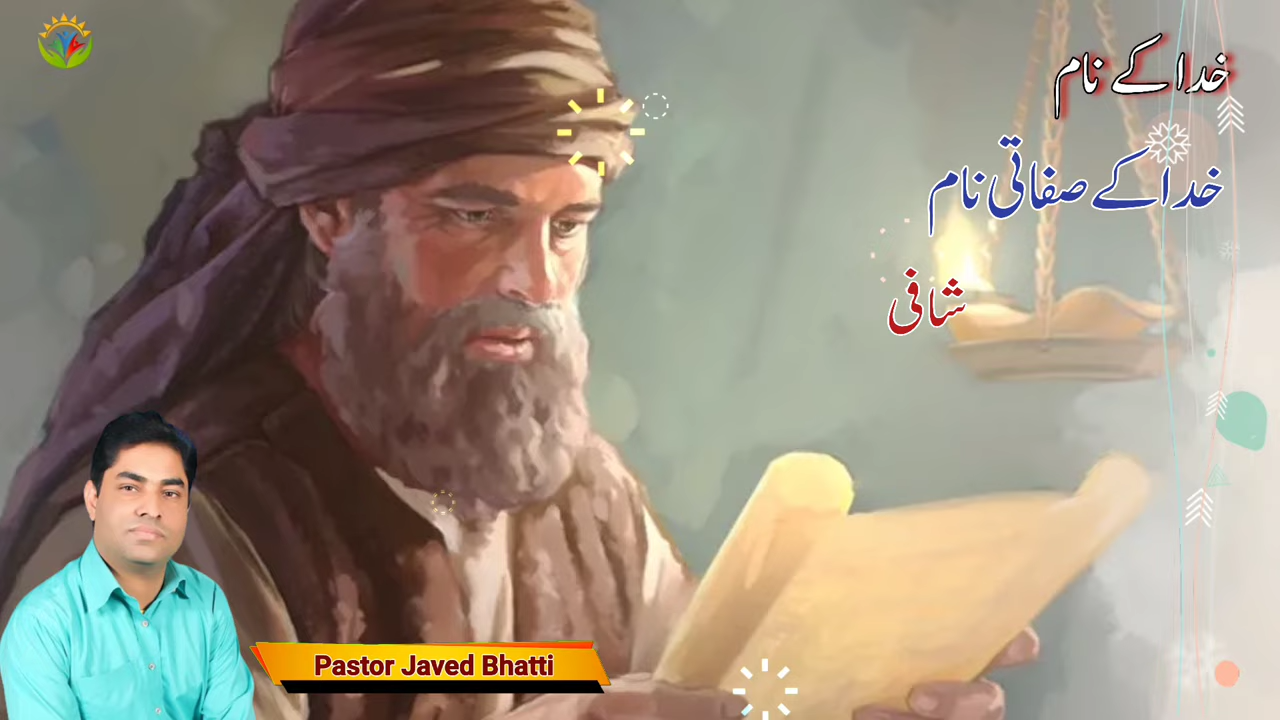 خدا کے نام
خدا کے صفاتی نام
شافی
Pastor Javed Bhatti